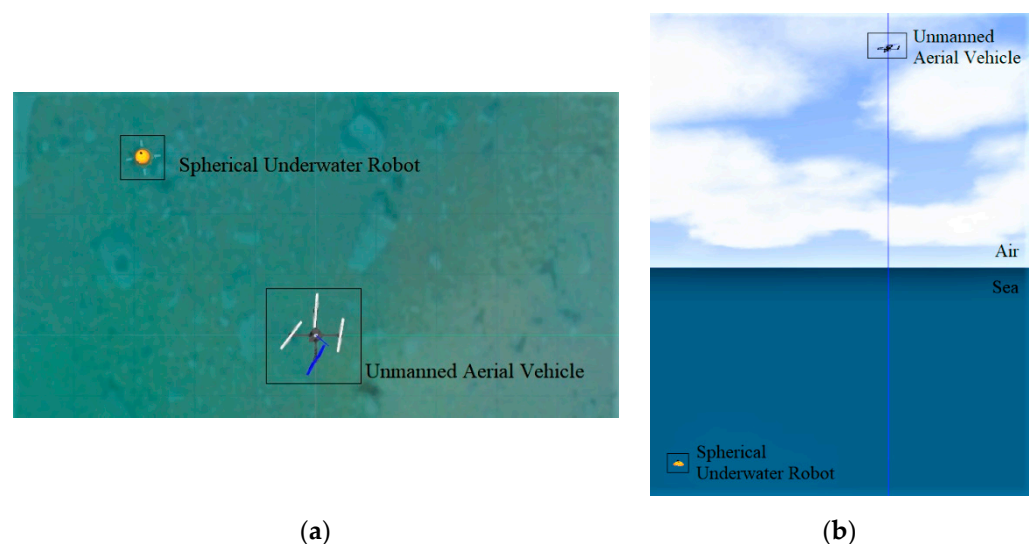 Spherical Underwater Robot
Unmanned Aerial Vehicle
(a)
Unmanned
Aerial Vehicle
Air
Sea
Spherical
Underwater Robot
(b)